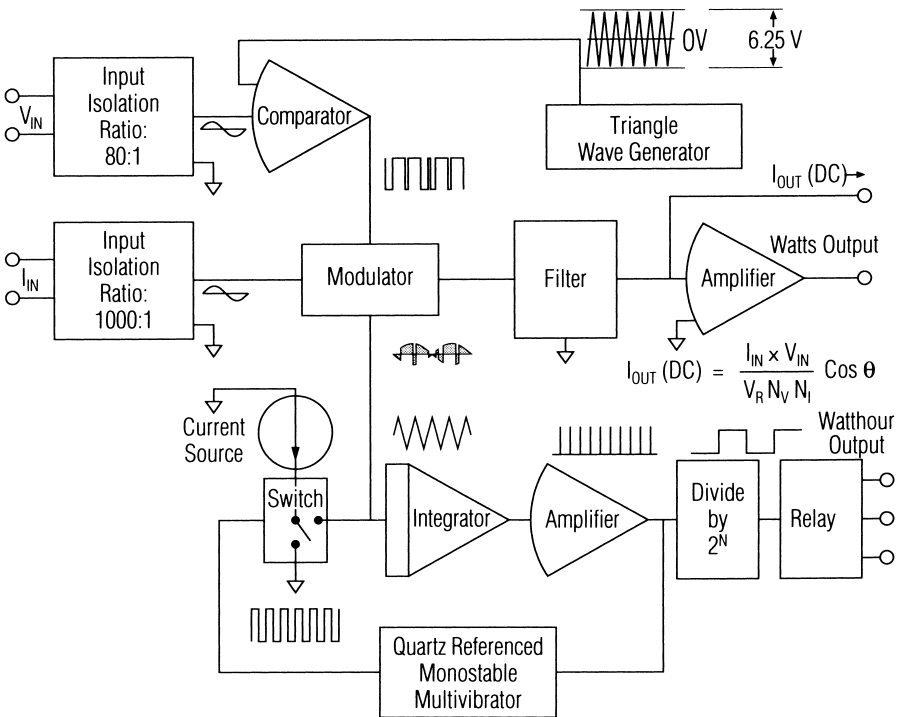 0V
6.25 V
Input
Isolation
Ratio:
80:1
V_IN
Comparator
Triangle
Wave Generator
I_OUT (DC)
Input
Isolation
Ratio:
1000:1
I_IN
Modulator
Filter
Amplifier
Watts Output
I_OUT (DC) = I_IN x V_IN / V_R N_V N_I Cos θ
Current
Source
Switch
Integrator
Amplifier
Watthour
Output
Divide
by
2^N
Relay
Quartz Referenced
Monostable
Multivibrator